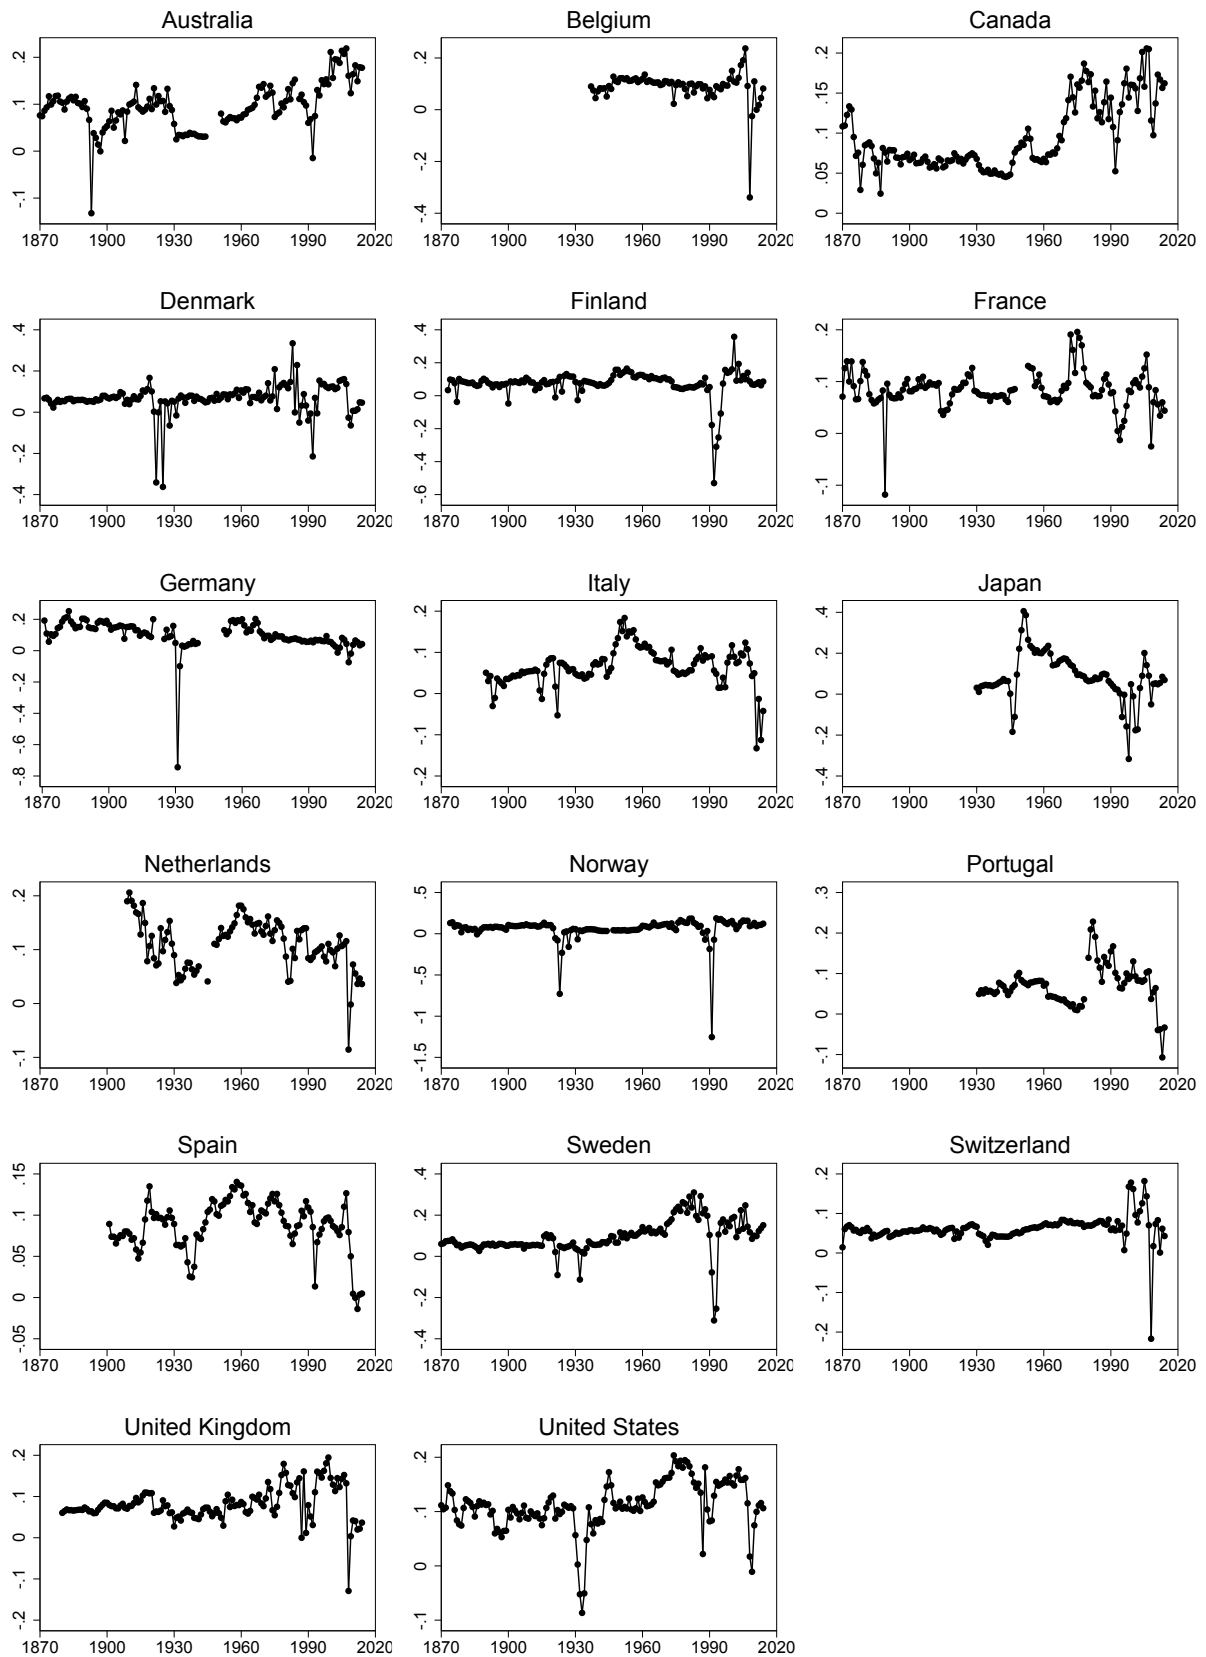 Australia
.2
.1
0
-.1
1870 1900 1930 1960 1990 2020
Belgium
.2
0
-.2
-.4
1870 1900 1930 1960 1990 2020
Canada
.2
.15
.1
.05
0
1870 1900 1930 1960 1990 2020
Denmark
.4
.2
0
-.2
-.4
1870 1900 1930 1960 1990 2020
Finland
.4
.2
0
-.2
-.4
-.6
1870 1900 1930 1960 1990 2020
France
.2
.1
0
-.1
1870 1900 1930 1960 1990 2020
Germany
.2
0
-.2
-.4
-.6
-.8
1870 1900 1930 1960 1990 2020
Italy
.2
.1
0
-.1
-.2
1870 1900 1930 1960 1990 2020
Japan
.4
.2
0
-.2
-.4
1870 1900 1930 1960 1990 2020
Netherlands
.2
.1
0
-.1
1870 1900 1930 1960 1990 2020
Norway
.5
0
-.5
-1
-1.5
1870 1900 1930 1960 1990 2020
Portugal
.3
.2
.1
0
-.1
1870 1900 1930 1960 1990 2020
Spain
.15
.1
.05
0
-.05
1870 1900 1930 1960 1990 2020
Sweden
.4
.2
0
-.2
-.4
1870 1900 1930 1960 1990 2020
Switzerland
.2
.1
0
-.1
-.2
1870 1900 1930 1960 1990 2020
United Kingdom
.2
.1
0
-.1
-.2
1870 1900 1930 1960 1990 2020
United States
.2
.1
0
-.1
1870 1900 1930 1960 1990 2020